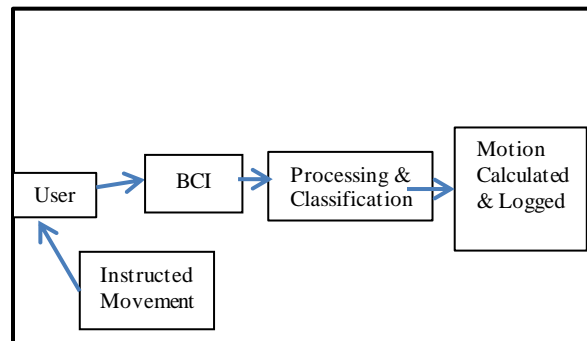 User
BCI
Processing &
Classification
Motion
Calculated
& Logged
Instructed
Movement